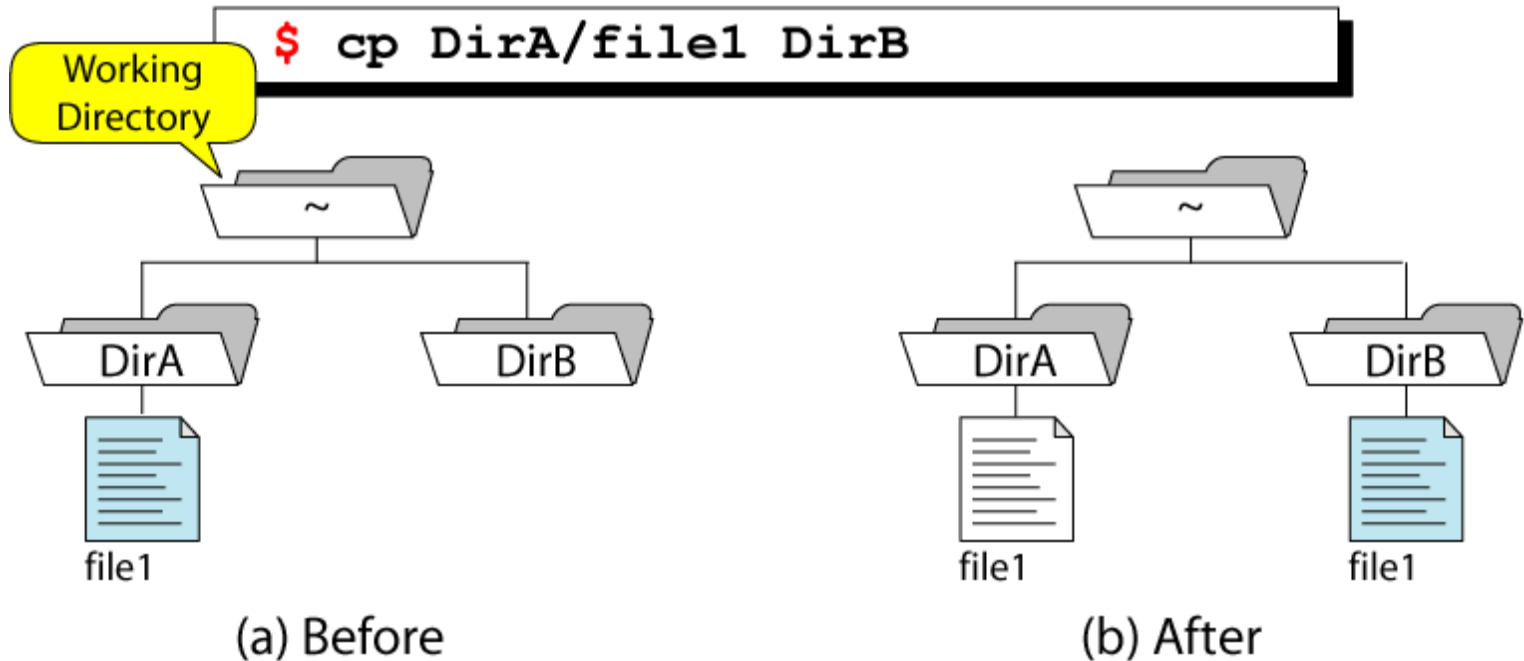 $ cp DirA/file1 DirB
Working
Directory
~
~
DirA
DirB
DirA
DirB
file1
file1
file1
(a) Before
(b) After